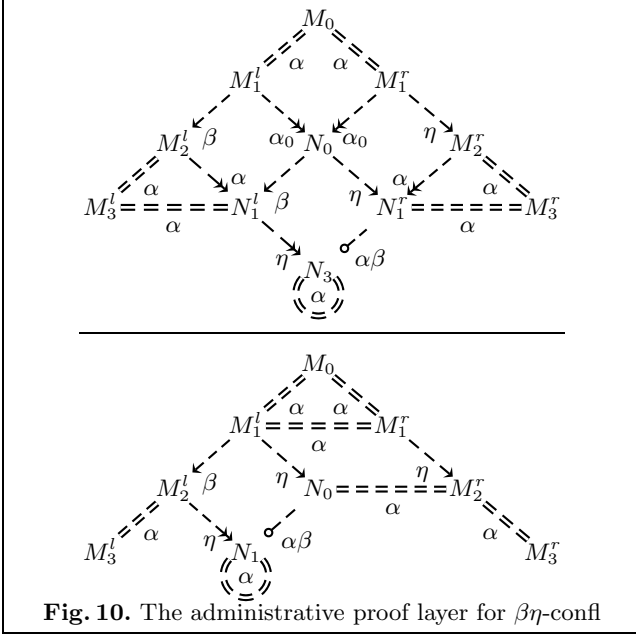 M₀
α α
M₁ˡ M₁ʳ
β α₀ N₀ α₀ η
M₂ˡ M₂ʳ
α α α α
M₃ˡ α N₁ˡ β η N₁ʳ α M₃ʳ
η αβ
N₃
α
M₀
α α
M₁ˡ α M₁ʳ
β η η
M₂ˡ N₀ α M₂ʳ
α η αβ α
M₃ˡ N₁ M₃ʳ
α
Fig. 10. The administrative proof layer for βη-confl